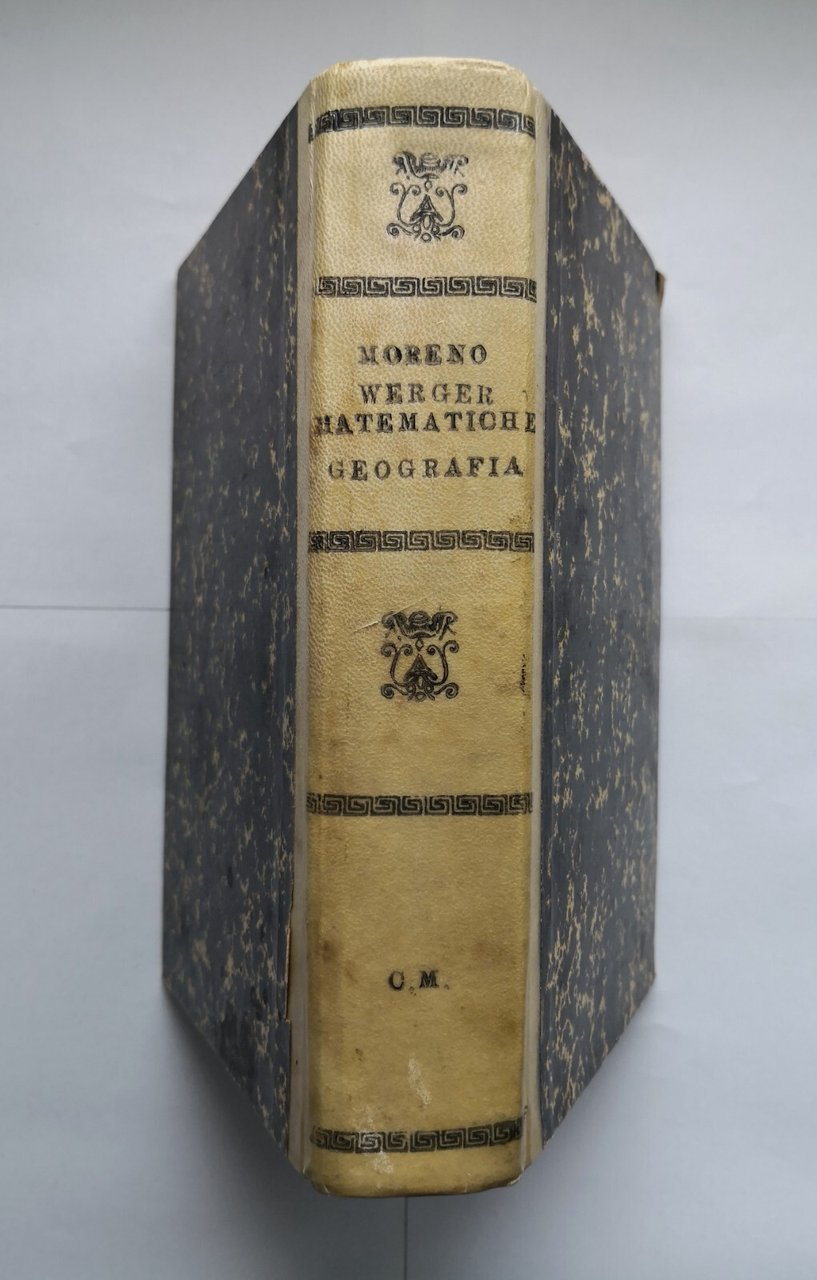 MORENO
WERGER
MATEMATICHE
GEOGRAFIA
C.M.